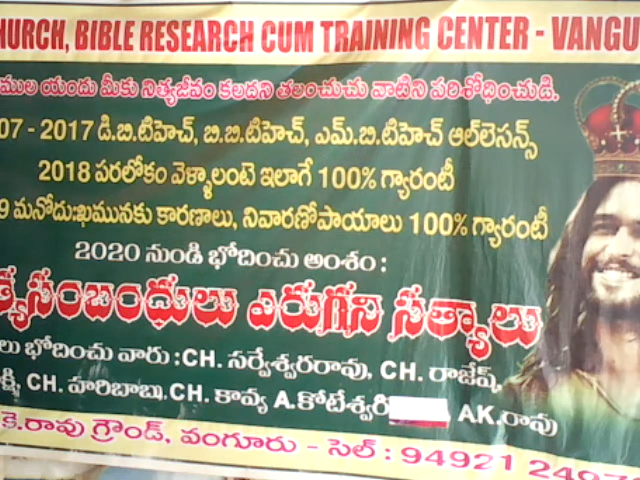 HURCH, BIBLE RESEARCH CUM TRAINING CENTER - VANGU
ముల యందు మీకు నిత్యజీవం కలదని తలంచుచు వాటిని పరిశోధించుడి.
07 - 2017 డి.బి.టిహెచ్, బి.బి.టిహెచ్, ఎమ్.బి.టిహెచ్ ఆల్‌లెసన్స్
2018 పరలోకం వెళ్ళాలంటె ఇలాగే 100% గ్యారంటీ
9 మనోదుఃఖమునకు కారణాలు, నివారణోపాయాలు 100% గ్యారంటీ
2020 నుండి భోదించు అంశం :
త్యసంబంధులు ఎరుగని సత్యాలు
లు భోదించు వారు : CH. సర్వేశ్వరరావు, CH. రాజేష్,
CH. హరిబాబు, CH. కావ్య A.కోటేశ్వరి AK.రావు
కె.రావు గ్రౌండ్, వంగూరు - సెల్ : 94921